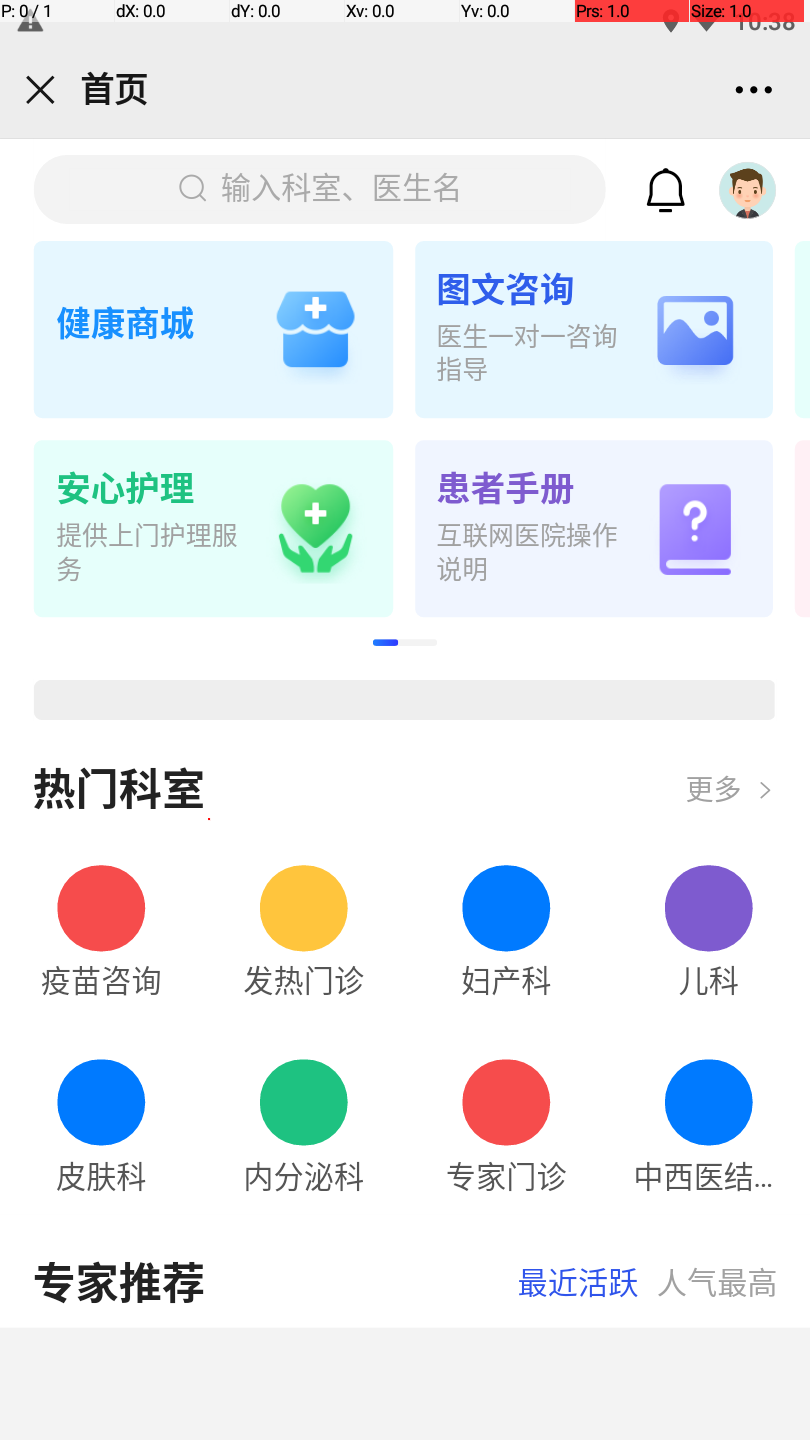 P: 0 / 1 dX: 0.0 dY: 0.0 Xv: 0.0 Yv: 0.0 Prs: 1.0 Size: 1.0
10:38
首页
输入科室、医生名
健康商城
图文咨询
医生一对一咨询
指导
安心护理
提供上门护理服
务
患者手册
互联网医院操作
说明
热门科室
更多
疫苗咨询 发热门诊 妇产科 儿科
皮肤科 内分泌科 专家门诊 中西医结...
专家推荐
最近活跃 人气最高